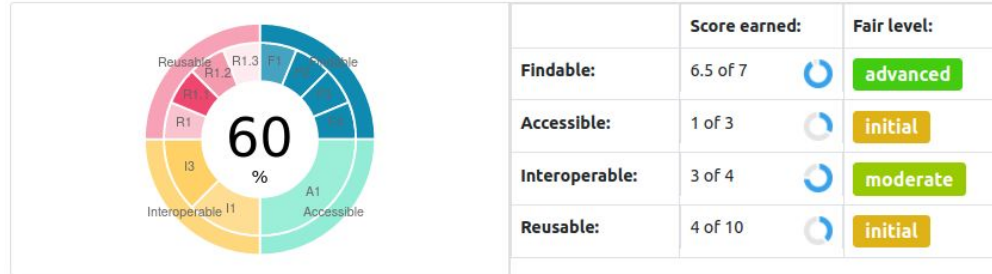 Reusable
R1.3
F1
Findable
R1.2
R1.1
R1
60
%
I3
A1
I1
Interoperable
Accessible
Score earned:
Fair level:
Findable:
6.5 of 7
advanced
Accessible:
1 of 3
initial
Interoperable:
3 of 4
moderate
Reusable:
4 of 10
initial